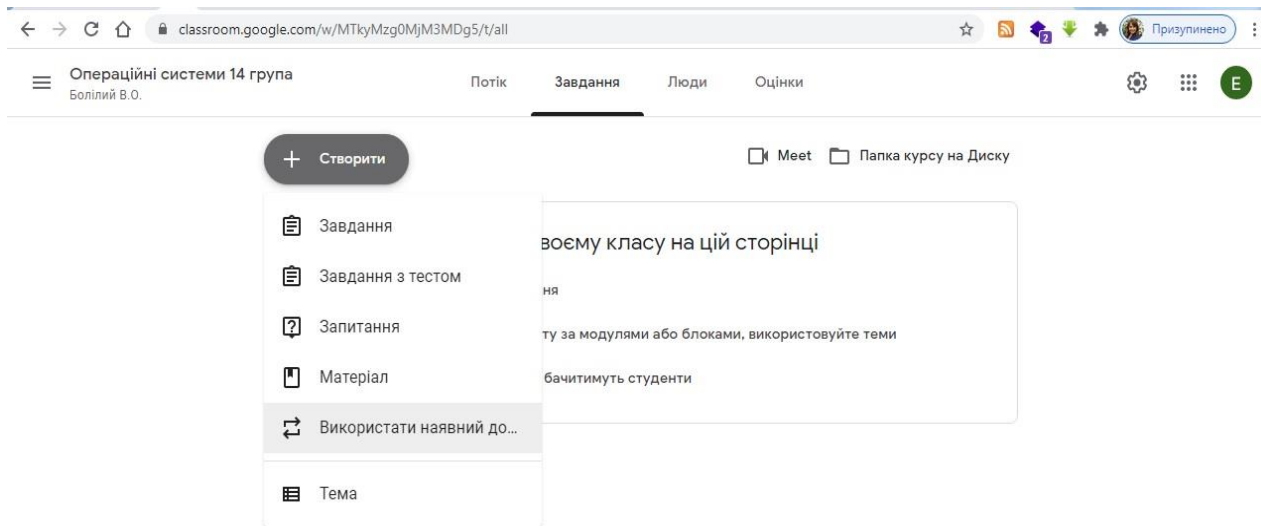 classroom.google.com/w/MTkyMzg0MjM3MDg5/t/all
2
Призупинено
Операційні системи 14 група
Болілий В.О.
Потік Завдання Люди Оцінки
E
Створити
Meet Папка курсу на Диску
Завдання
Завдання з тестом
Запитання
Матеріал
Використати наявний до...
Тема
воєму класу на цій сторінці
ня
ту за модулями або блоками, використовуйте теми
бачитимуть студенти